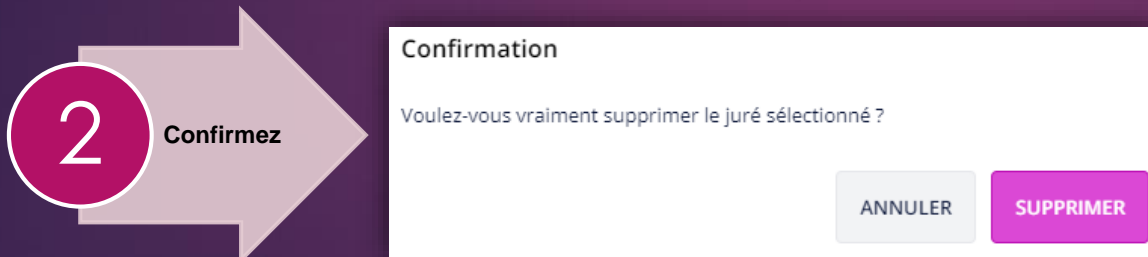 2
Confirmez
Confirmation
Voulez-vous vraiment supprimer le juré sélectionné ?
ANNULER
SUPPRIMER